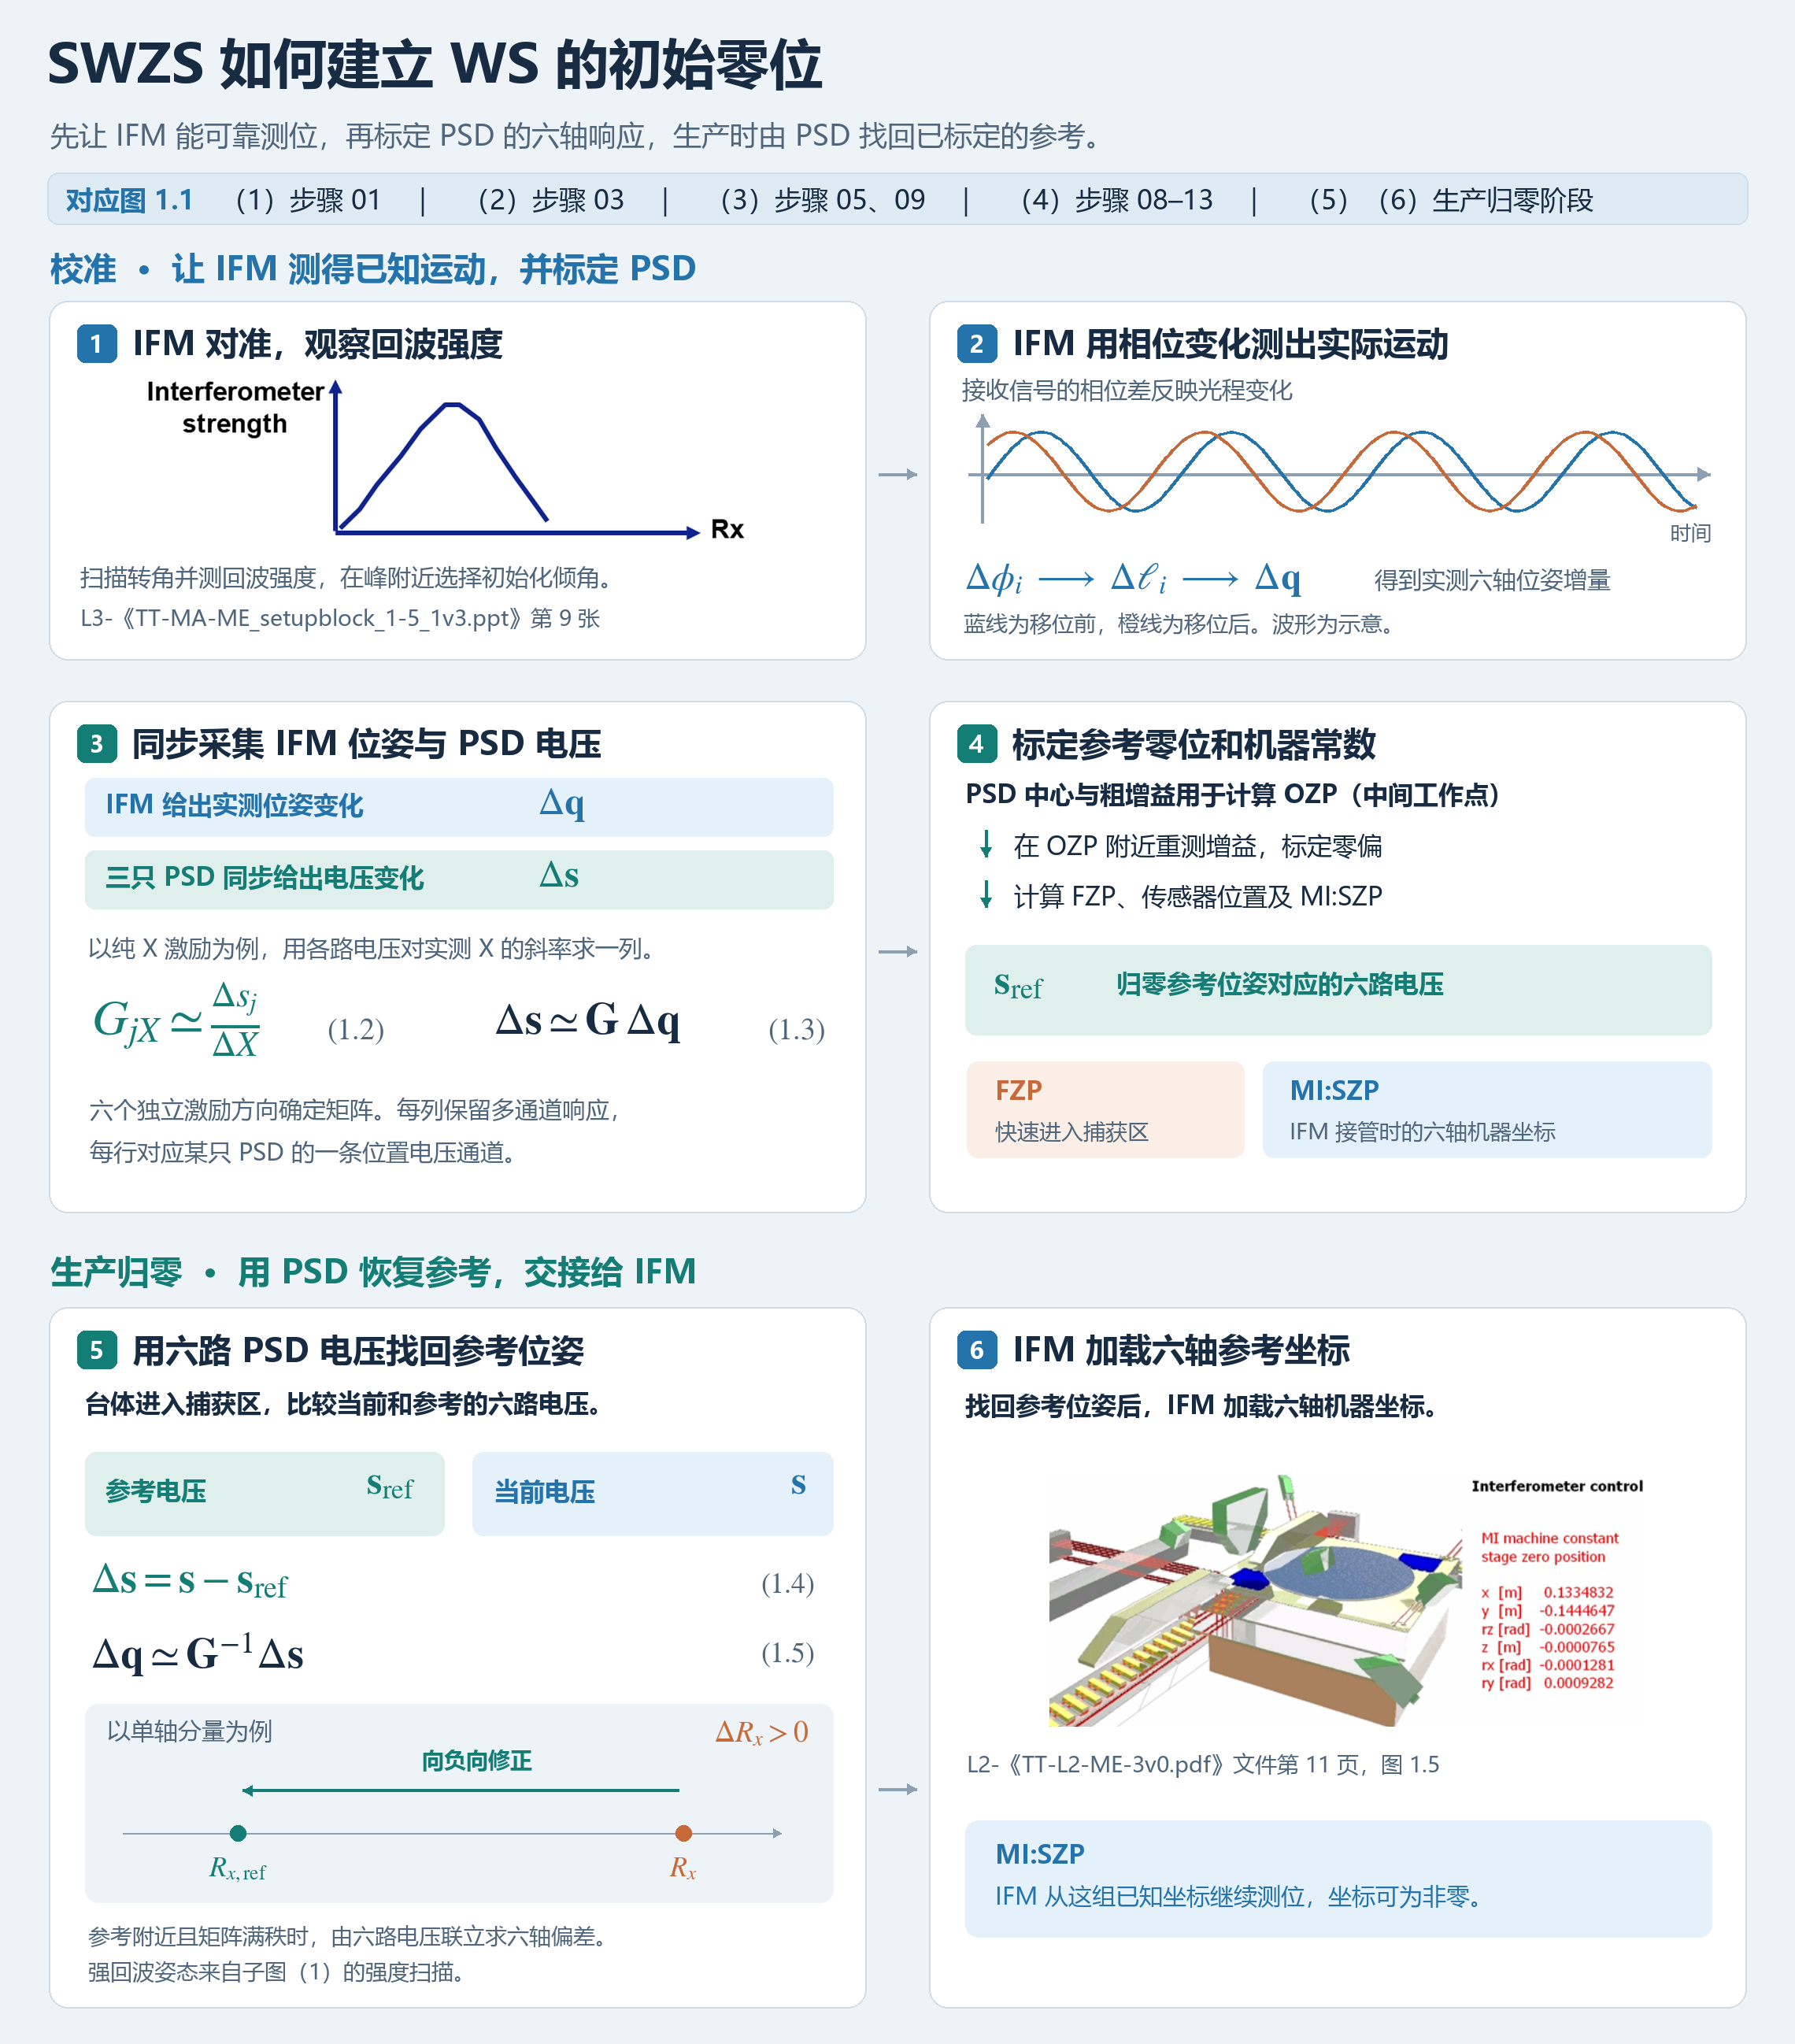 SWZS 如何建立 WS 的初始零位
先让 IFM 能可靠测位，再标定 PSD 的六轴响应，生产时由 PSD 找回已标定的参考。
对应图 1.1 （1）步骤 01 | （2）步骤 03 | （3）步骤 05、09 | （4）步骤 08–13 | （5）（6）生产归零阶段
校准 • 让 IFM 测得已知运动，并标定 PSD
1 IFM 对准，观察回波强度
Interferometer
strength
Rx
扫描转角并测回波强度，在峰附近选择初始化倾角。
L3-《TT-MA-ME_setupblock_1-5_1v3.ppt》第 9 张
2 IFM 用相位变化测出实际运动
接收信号的相位差反映光程变化
时间
Δϕᵢ ⟶ Δℓᵢ ⟶ Δq 得到实测六轴位姿增量
蓝线为移位前，橙线为移位后。波形为示意。
3 同步采集 IFM 位姿与 PSD 电压
IFM 给出实测位姿变化 Δq
三只 PSD 同步给出电压变化 Δs
以纯 X 激励为例，用各路电压对实测 X 的斜率求一列。
G_{jX} ≃ Δs_j / ΔX (1.2) Δs ≃ G Δq (1.3)
六个独立激励方向确定矩阵。每列保留多通道响应，
每行对应某只 PSD 的一条位置电压通道。
4 标定参考零位和机器常数
PSD 中心与粗增益用于计算 OZP（中间工作点）
↓ 在 OZP 附近重测增益，标定零偏
↓ 计算 FZP、传感器位置及 MI:SZP
s_ref 归零参考位姿对应的六路电压
FZP
快速进入捕获区
MI:SZP
IFM 接管时的六轴机器坐标
生产归零 • 用 PSD 恢复参考，交接给 IFM
5 用六路 PSD 电压找回参考位姿
台体进入捕获区，比较当前和参考的六路电压。
参考电压 s_ref
当前电压 s
Δs = s − s_ref (1.4)
Δq ≃ G⁻¹Δs (1.5)
以单轴分量为例 ΔR_x > 0
向负向修正
R_{x,ref} R_x
参考附近且矩阵满秩时，由六路电压联立求六轴偏差。
强回波姿态来自子图（1）的强度扫描。
6 IFM 加载六轴参考坐标
找回参考位姿后，IFM 加载六轴机器坐标。
Interferometer control
MI machine constant
stage zero position
x [m] 0.1334832
y [m] -0.1444647
rz [rad] -0.0002667
z [m] -0.0000765
rx [rad] -0.0001281
ry [rad] 0.0009282
L2-《TT-L2-ME-3v0.pdf》文件第 11 页，图 1.5
MI:SZP
IFM 从这组已知坐标继续测位，坐标可为非零。